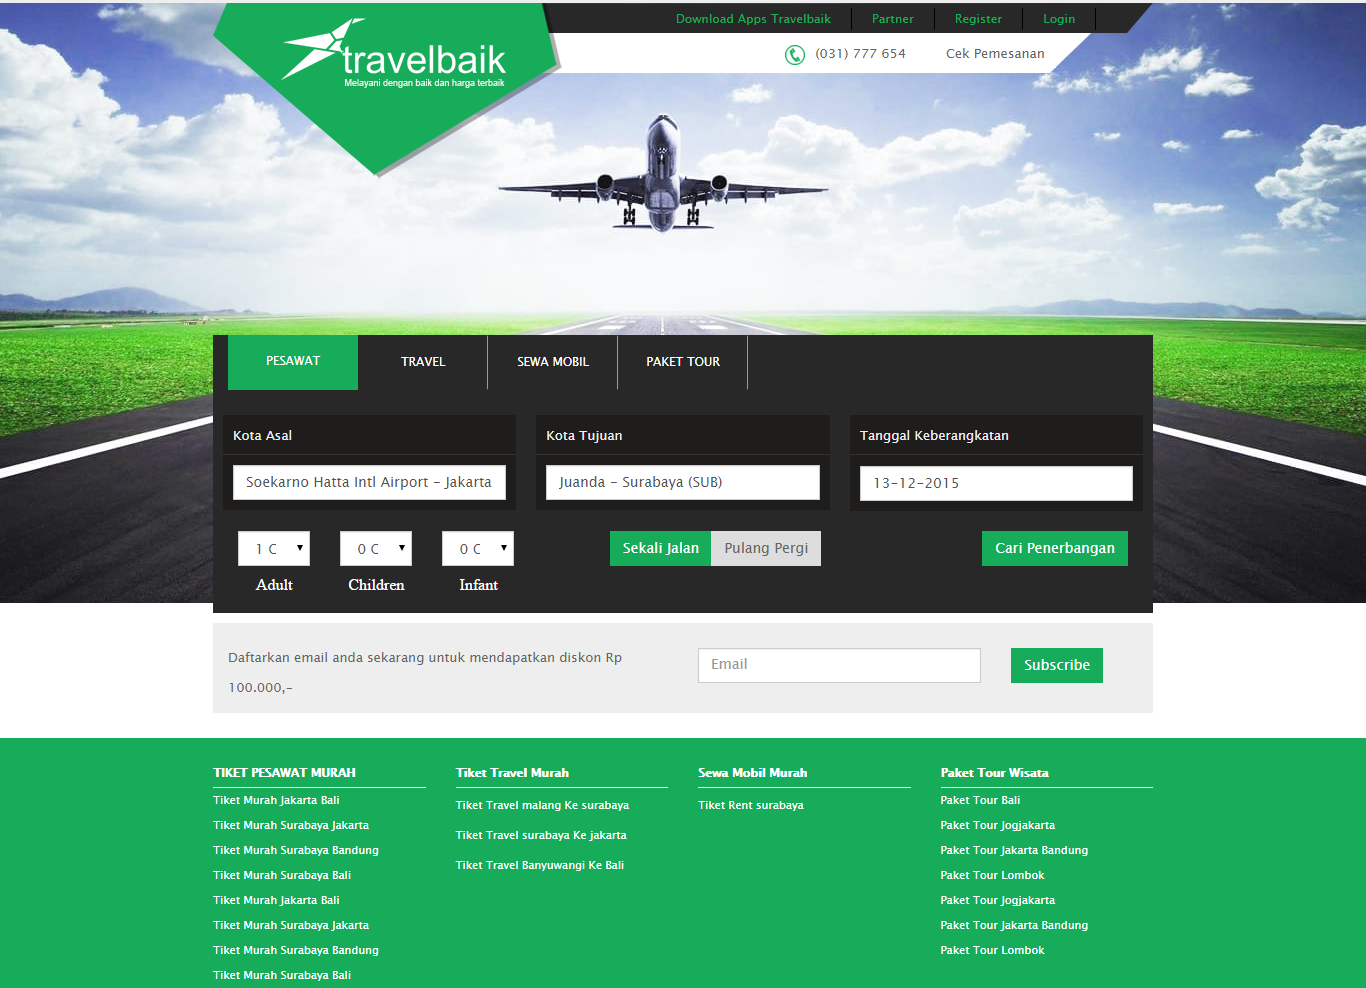 Download Apps Travelbaik Partner Register Login
travelbaik
Melayani dengan baik dan harga terbaik
(031) 777 654 Cek Pemesanan
PESAWAT TRAVEL SEWA MOBIL PAKET TOUR
Kota Asal Kota Tujuan Tanggal Keberangkatan
Soekarno Hatta Intl Airport - Jakarta Juanda - Surabaya (SUB) 13-12-2015
1 0 0 Sekali Jalan Pulang Pergi Cari Penerbangan
Adult Children Infant
Daftarkan email anda sekarang untuk mendapatkan diskon Rp
100.000,-
Email Subscribe
TIKET PESAWAT MURAH
Tiket Murah Jakarta Bali
Tiket Murah Surabaya Jakarta
Tiket Murah Surabaya Bandung
Tiket Murah Surabaya Bali
Tiket Murah Jakarta Bali
Tiket Murah Surabaya Jakarta
Tiket Murah Surabaya Bandung
Tiket Murah Surabaya Bali
Tiket Travel Murah
Tiket Travel malang Ke surabaya
Tiket Travel surabaya Ke jakarta
Tiket Travel Banyuwangi Ke Bali
Sewa Mobil Murah
Tiket Rent surabaya
Paket Tour Wisata
Paket Tour Bali
Paket Tour Jogjakarta
Paket Tour Jakarta Bandung
Paket Tour Lombok
Paket Tour Jogjakarta
Paket Tour Jakarta Bandung
Paket Tour Lombok